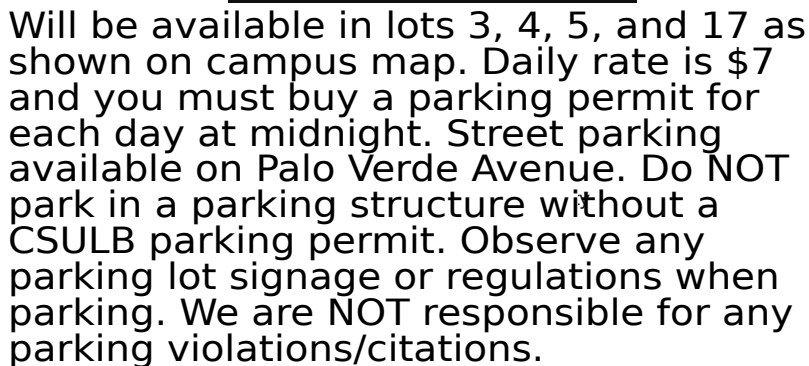 Will be available in lots 3, 4, 5, and 17 as
shown on campus map. Daily rate is $7
and you must buy a parking permit for
each day at midnight. Street parking
available on Palo Verde Avenue. Do NOT
park in a parking structure without a
CSULB parking permit. Observe any
parking lot signage or regulations when
parking. We are NOT responsible for any
parking violations/citations.